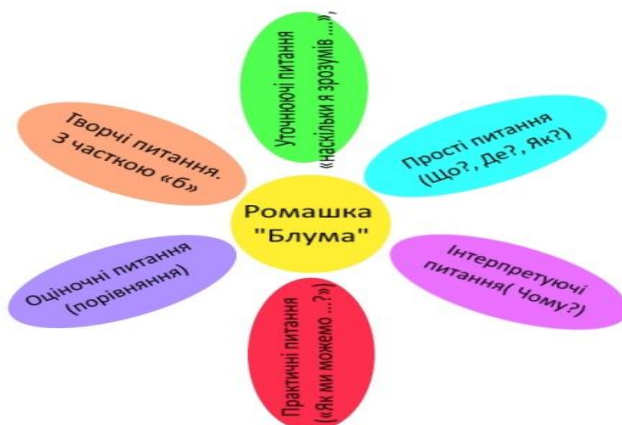 Ромашка
"Блума"
Уточнюючі питання
«наскільки я зрозумів ....»,
Прості питання
(Що?, Де?, Як?)
Інтерпретуючі
питання( Чому?)
Практичні питання
(«Як ми можемо ...?»)
Оціночні питання
(порівняння)
Творчі питання.
З часткою «б»